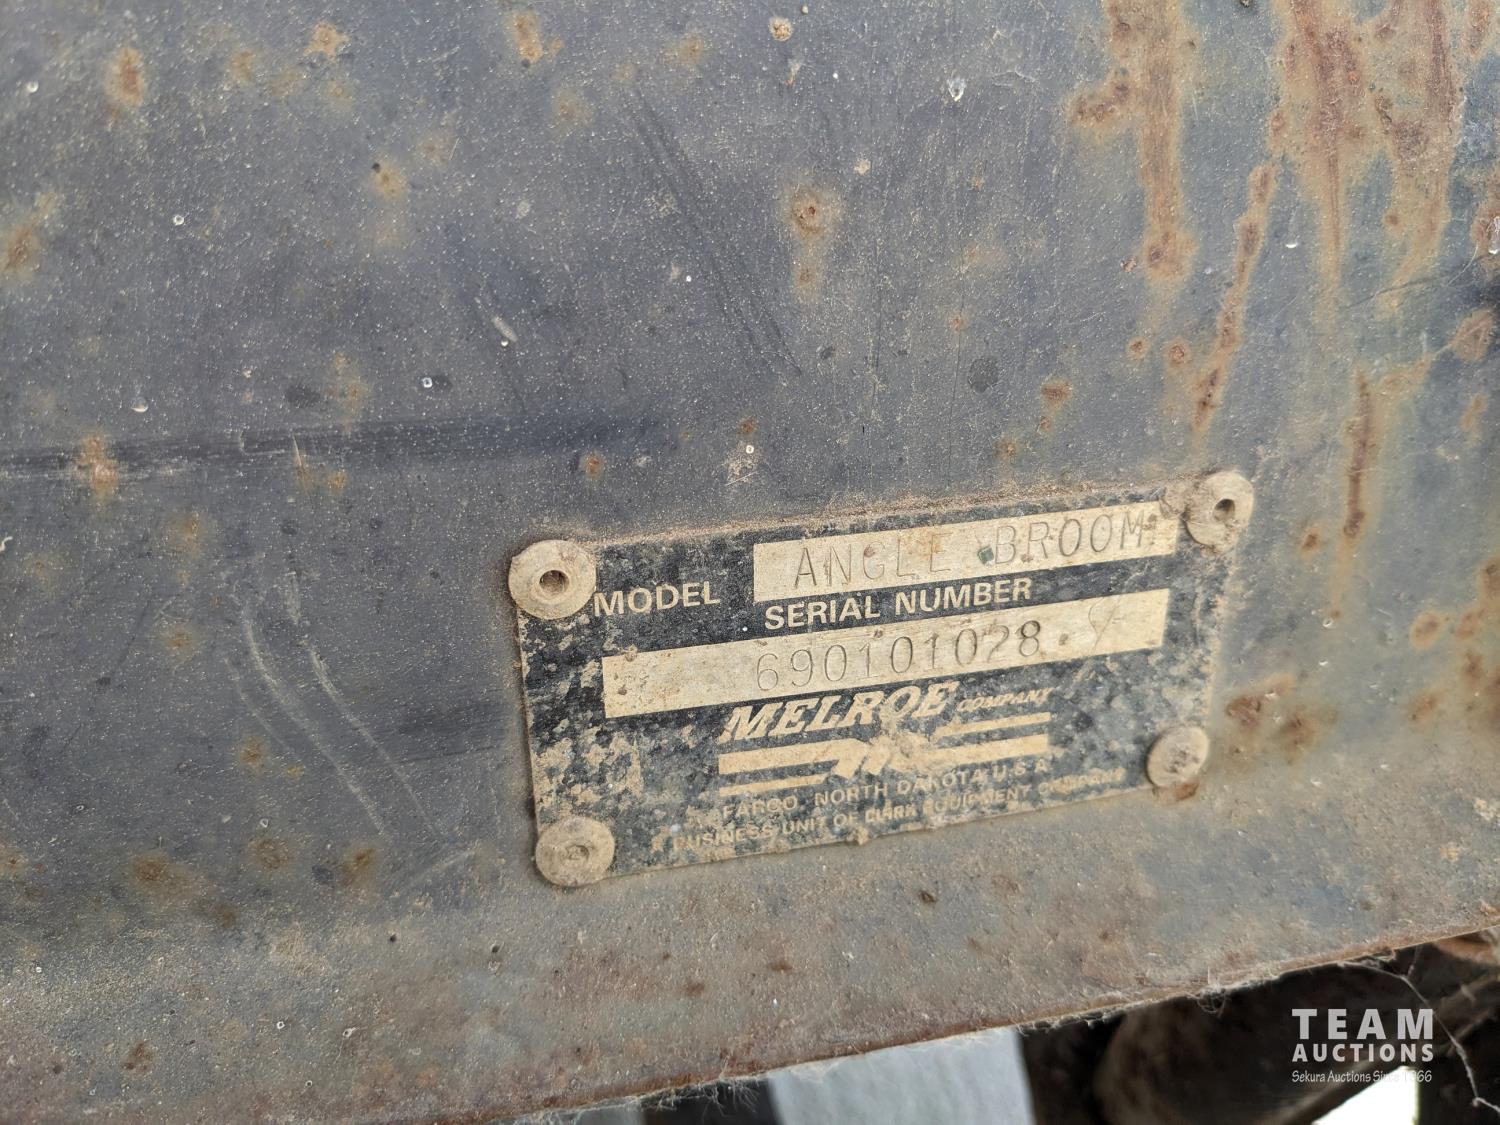 MODEL ANGLE BROOM
SERIAL NUMBER
690101028
MELROE COMPANY
FARGO, NORTH DAKOTA U.S.A.
BUSINESS UNIT OF CLARK EQUIPMENT COMPANY
TEAM
AUCTIONS
Sekura Auctions Since 1966